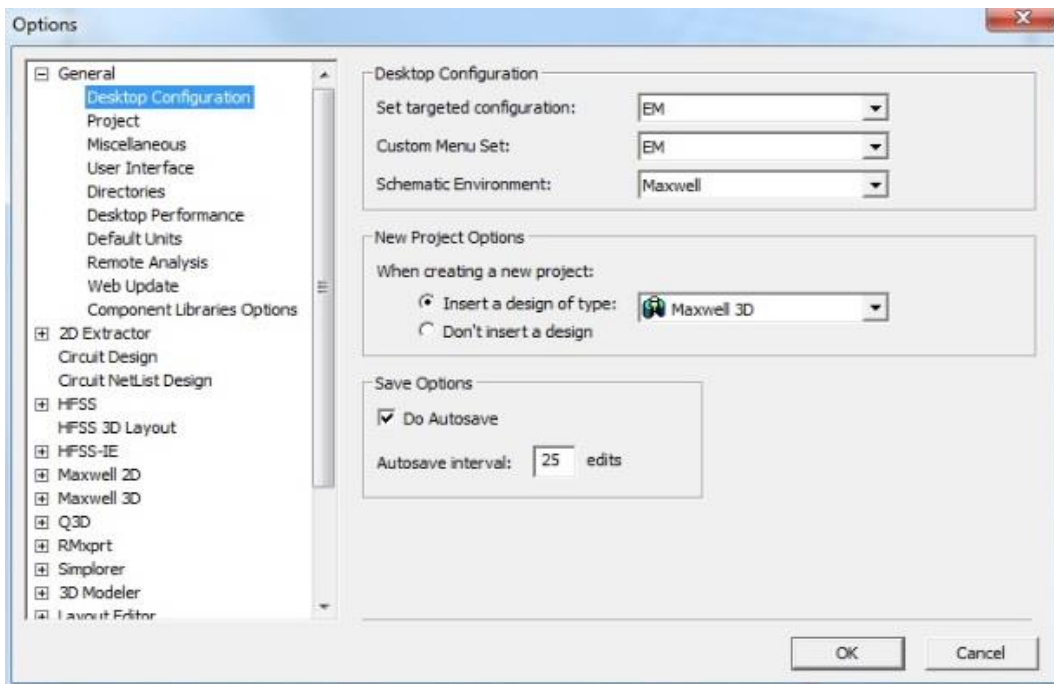 Options
General
Desktop Configuration
Project
Miscellaneous
User Interface
Directories
Desktop Performance
Default Units
Remote Analysis
Web Update
Component Libraries Options
2D Extractor
Circuit Design
Circuit NetList Design
HFSS
HFSS 3D Layout
HFSS-IE
Maxwell 2D
Maxwell 3D
Q3D
RMxprt
Simplorer
3D Modeler
Layout Editor
Desktop Configuration
Set targeted configuration: EM
Custom Menu Set: EM
Schematic Environment: Maxwell
New Project Options
When creating a new project:
Insert a design of type: Maxwell 3D
Don't insert a design
Save Options
Do Autosave
Autosave interval: 25 edits
OK Cancel